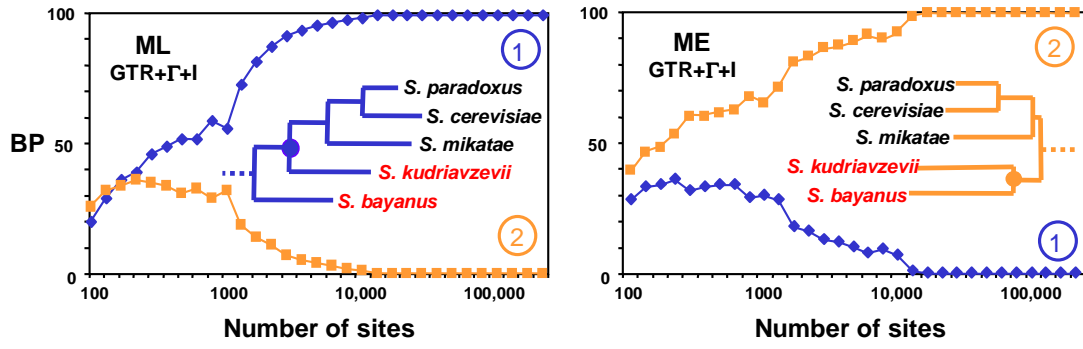 100
ML
GTR+Γ+I
1
S. paradoxus
S. cerevisiae
S. mikatae
S. kudriavzevii
S. bayanus
BP
50
2
0
100
1000
10,000
100,000
Number of sites
100
ME
GTR+Γ+I
2
S. paradoxus
S. cerevisiae
S. mikatae
S. kudriavzevii
S. bayanus
50
1
0
100
1000
10,000
100,000
Number of sites